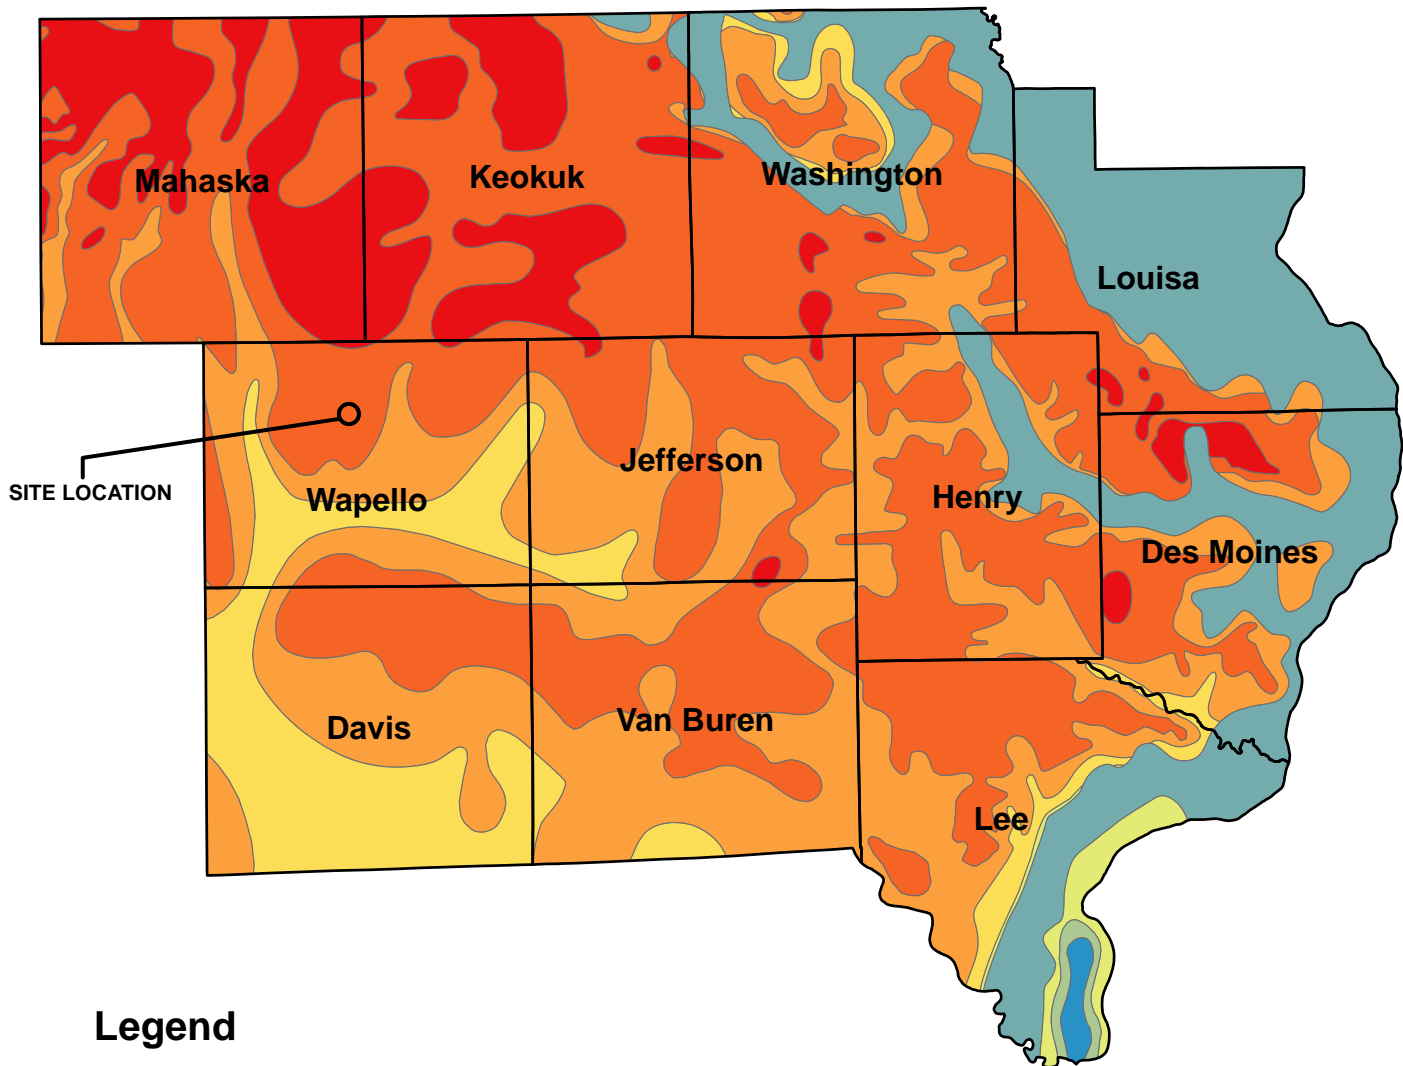 Mahaska
Keokuk
Washington
Louisa
SITE LOCATION
Wapello
Jefferson
Henry
Des Moines
Davis
Van Buren
Lee
Legend